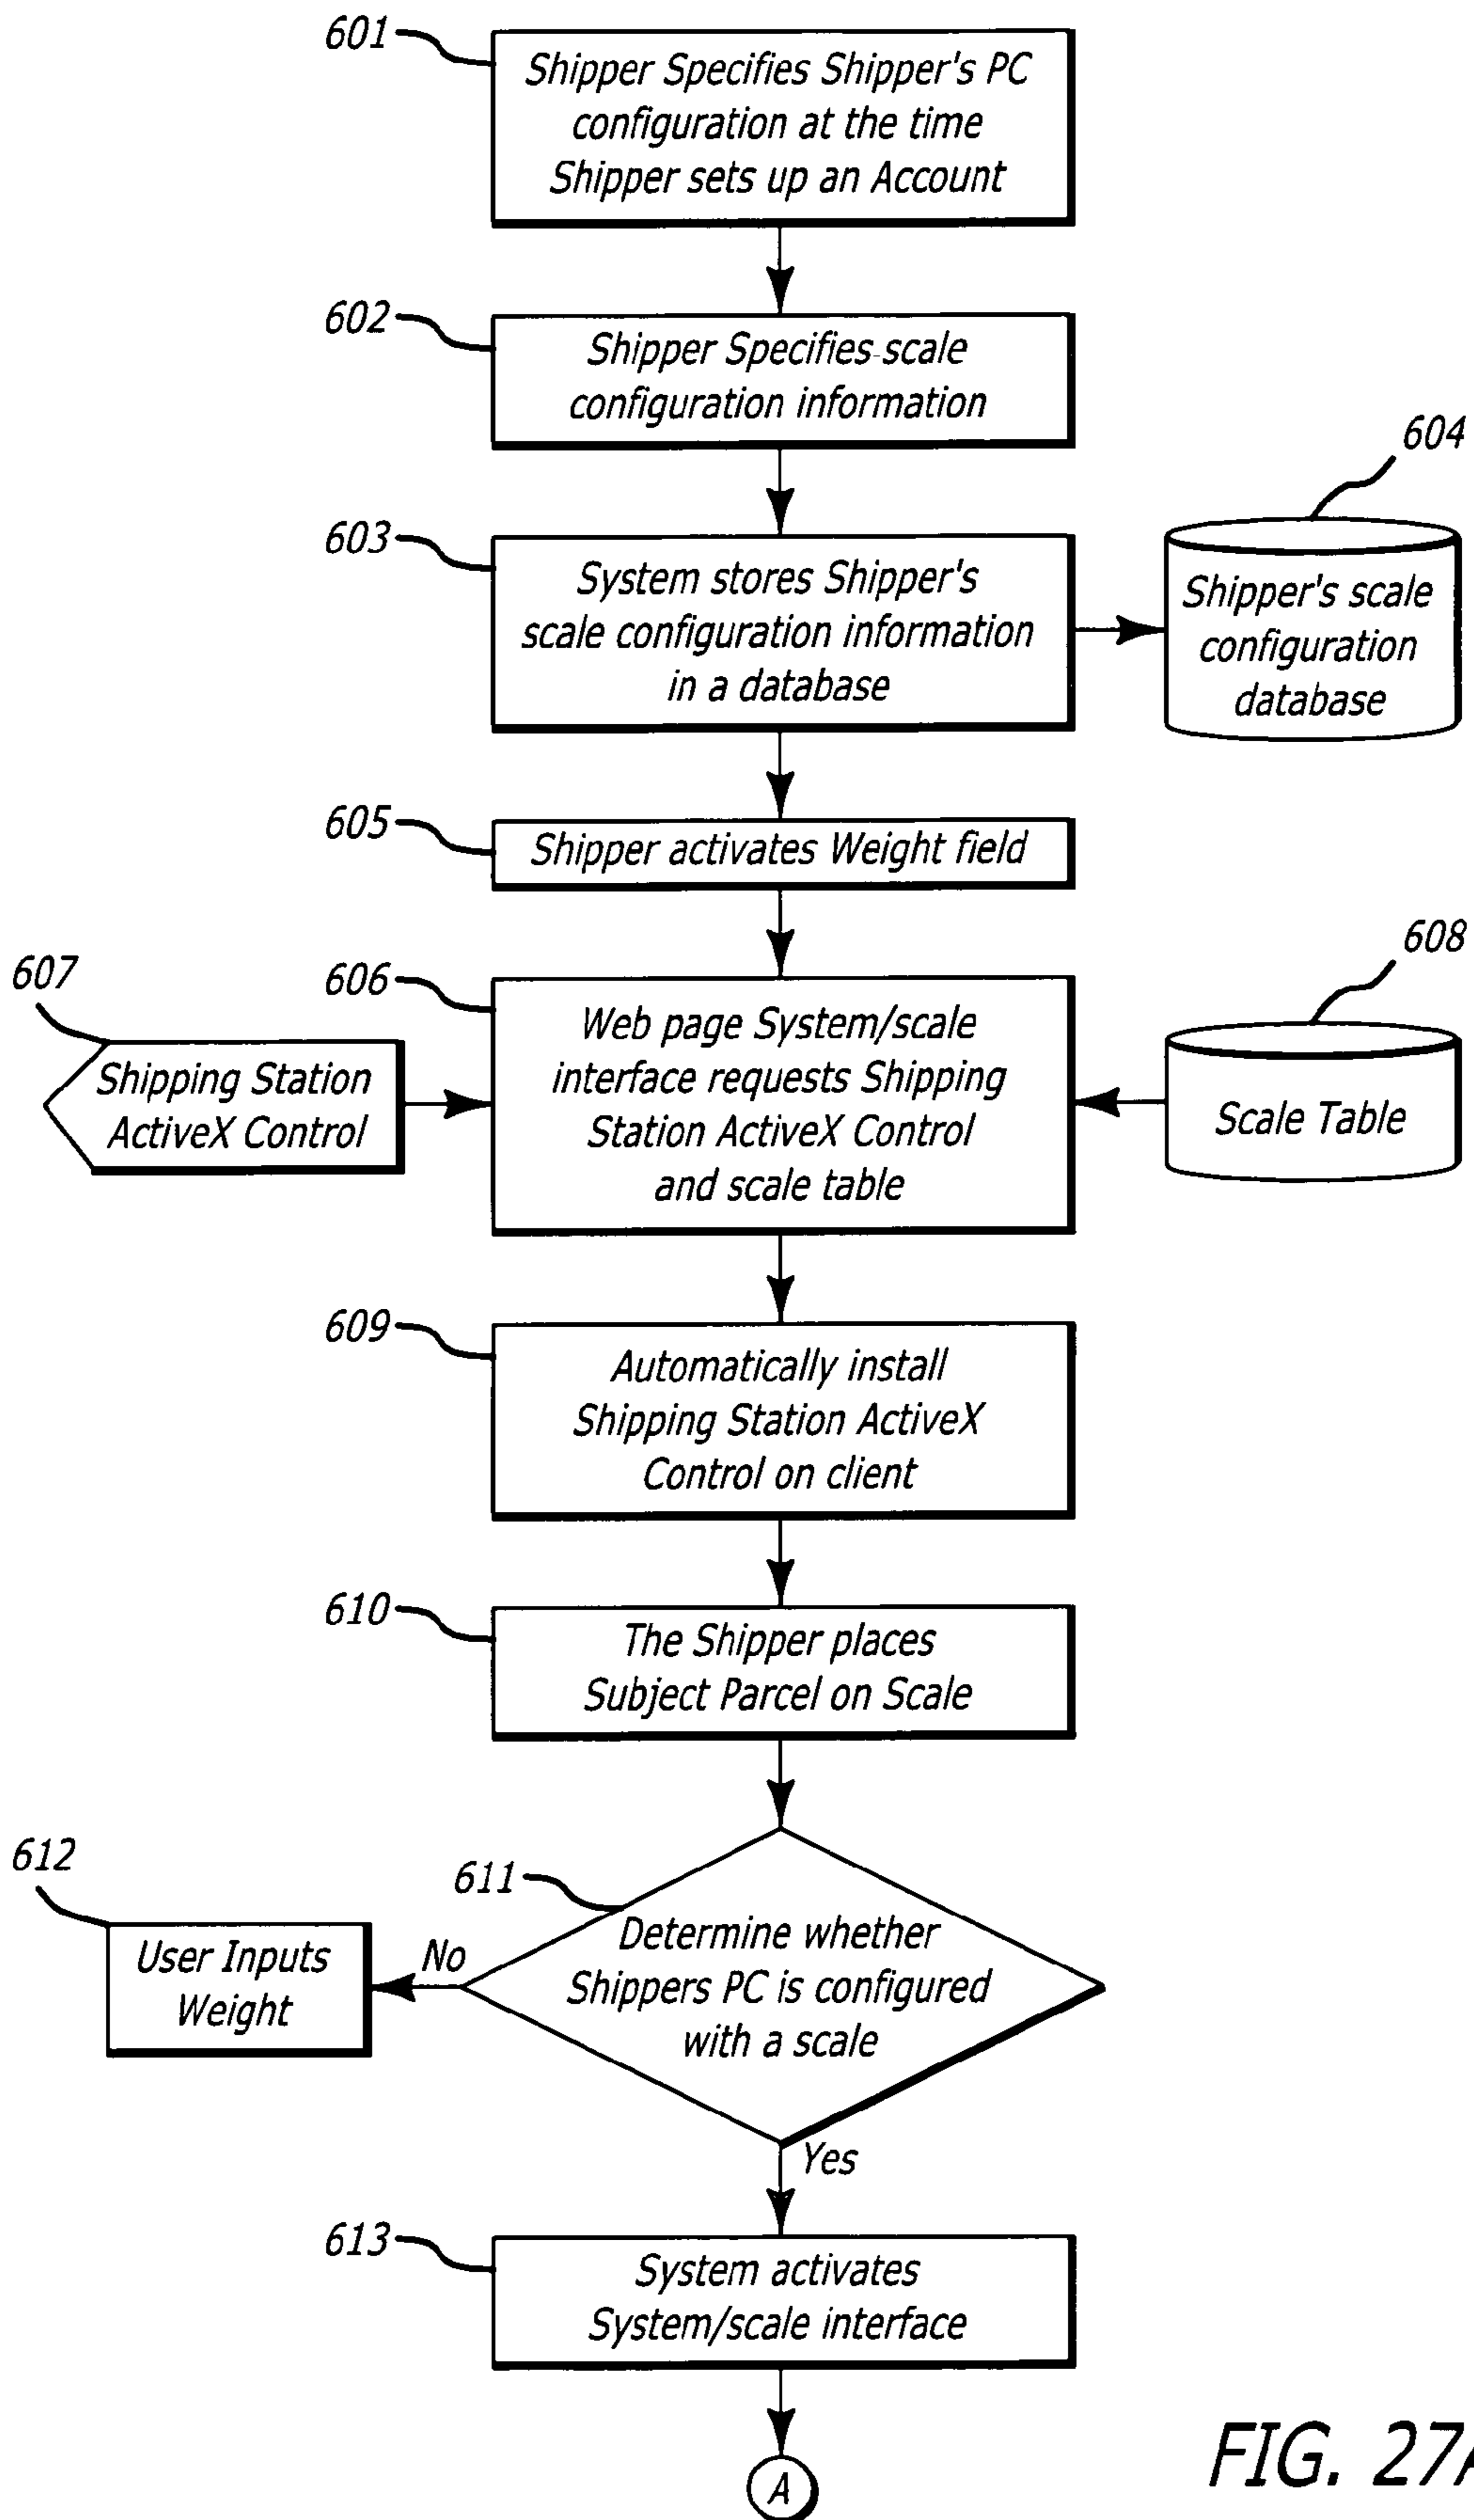 601
Shipper Specifies Shipper's PC
configuration at the time
Shipper sets up an Account
602
Shipper Specifies scale
configuration information
604
603
System stores Shipper's
scale configuration information
in a database
Shipper's scale
configuration
database
605
Shipper activates Weight field
608
607
606
Web page System/scale
interface requests Shipping
Station ActiveX Control
and scale table
Shipping Station
ActiveX Control
Scale Table
609
Automatically install
Shipping Station ActiveX
Control on client
610
The Shipper places
Subject Parcel on Scale
612
611
Determine whether
Shippers PC is configured
with a scale
No
User Inputs
Weight
Yes
613
System activates
System/scale interface
A
FIG. 27A